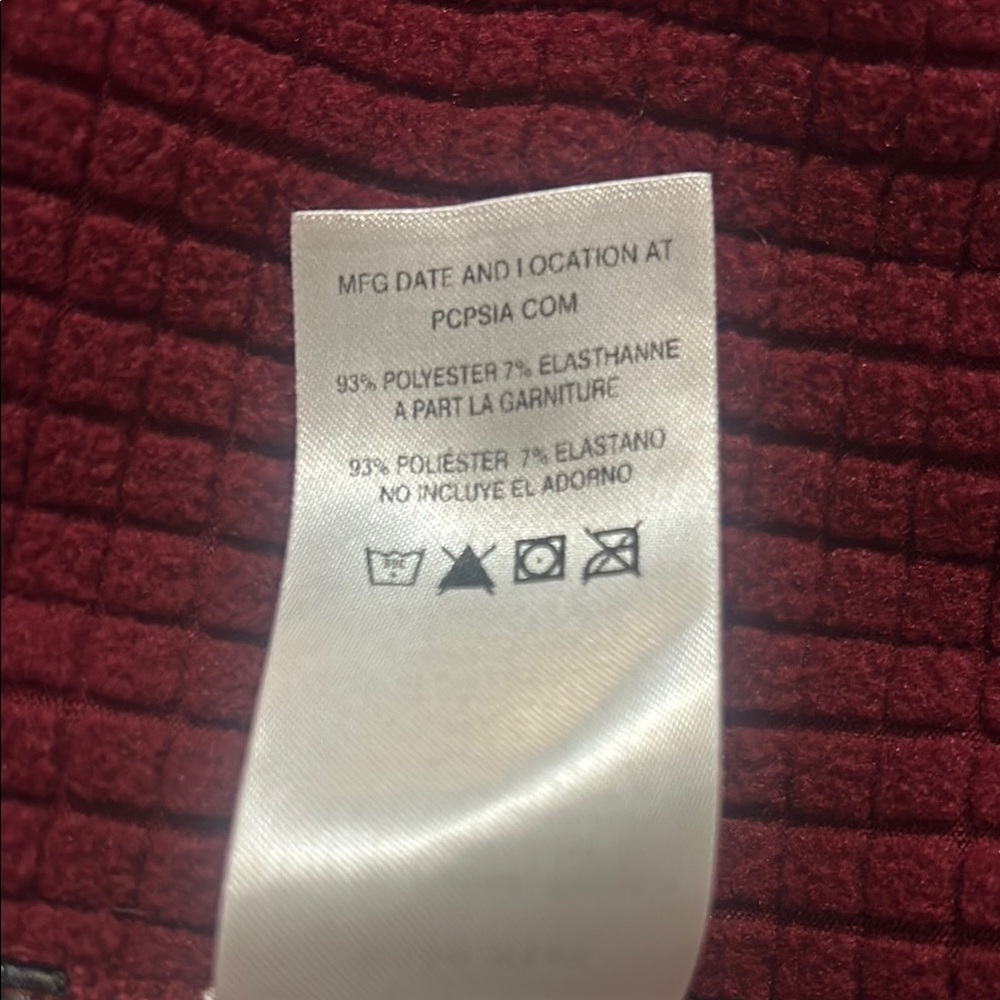 MFG DATE AND LOCATION AT
PCPSIA COM
93% POLYESTER 7% ÉLASTHANNE
A PART LA GARNITURE
93% POLIÉSTER 7% ELASTANO
NO INCLUYE EL ADORNO